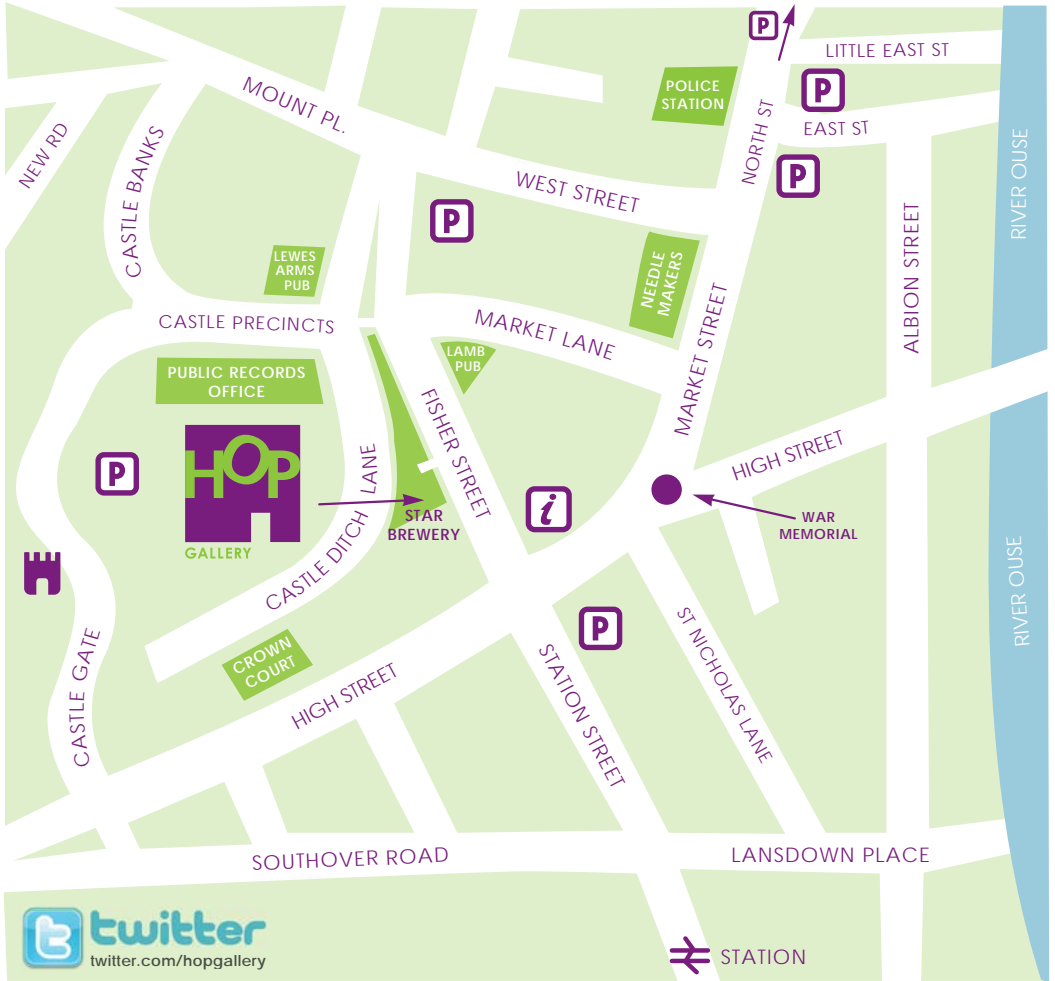 P
LITTLE EAST ST
MOUNT PL.
POLICE
STATION
P
EAST ST
NORTH ST
NEW RD
CASTLE BANKS
P
WEST STREET
RIVER OUSE
P
LEWES
ARMS
PUB
NEEDLE
MAKERS
ALBION STREET
CASTLE PRECINCTS
MARKET LANE
MARKET STREET
LAMB
PUB
PUBLIC RECORDS
OFFICE
FISHER STREET
HOP
GALLERY
P
HIGH STREET
CASTLE DITCH LANE
i
STAR
BREWERY
WAR
MEMORIAL
RIVER OUSE
P
CROWN
COURT
CASTLE GATE
HIGH STREET
STATION STREET
ST NICHOLAS LANE
SOUTHOVER ROAD
LANSDOWN PLACE
t
twitter
twitter.com/hopgallery
STATION